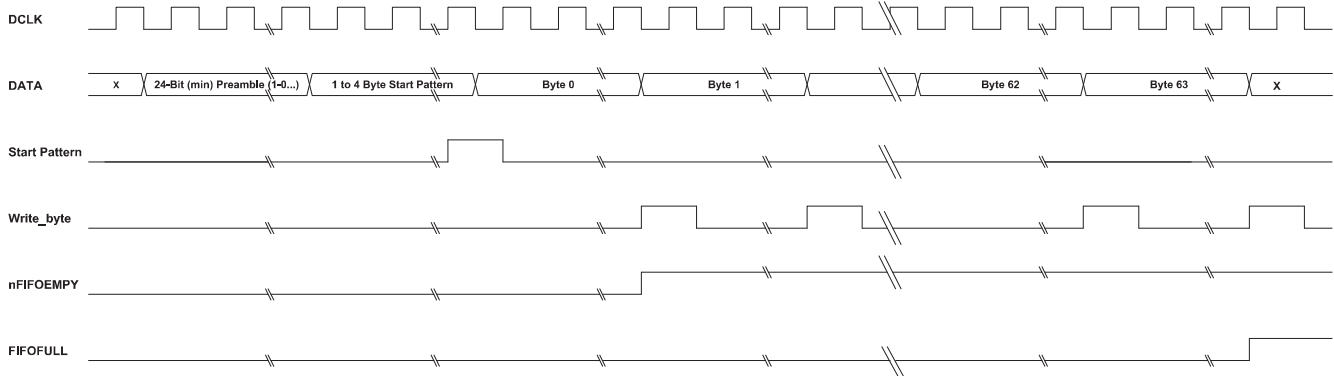 DCLK
DATA
X
24-Bit (min) Preamble (1-0...)
1 to 4 Byte Start Pattern
Byte 0
Byte 1
Byte 62
Byte 63
X
Start Pattern
Write_byte
nFIFOEMPY
FIFOFULL